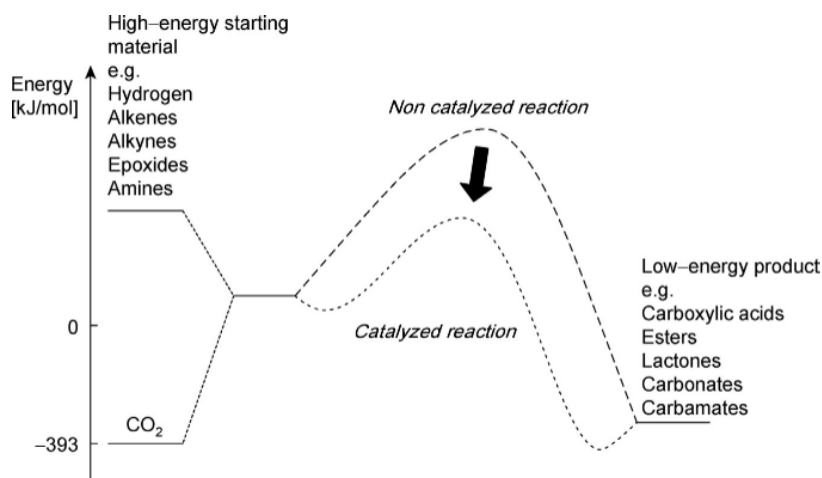 High–energy starting
material
e.g.
Hydrogen
Alkenes
Alkynes
Epoxides
Amines
Energy
[kJ/mol]
Non catalyzed reaction
Catalyzed reaction
0
CO2
–393
Low–energy product
e.g.
Carboxylic acids
Esters
Lactones
Carbonates
Carbamates